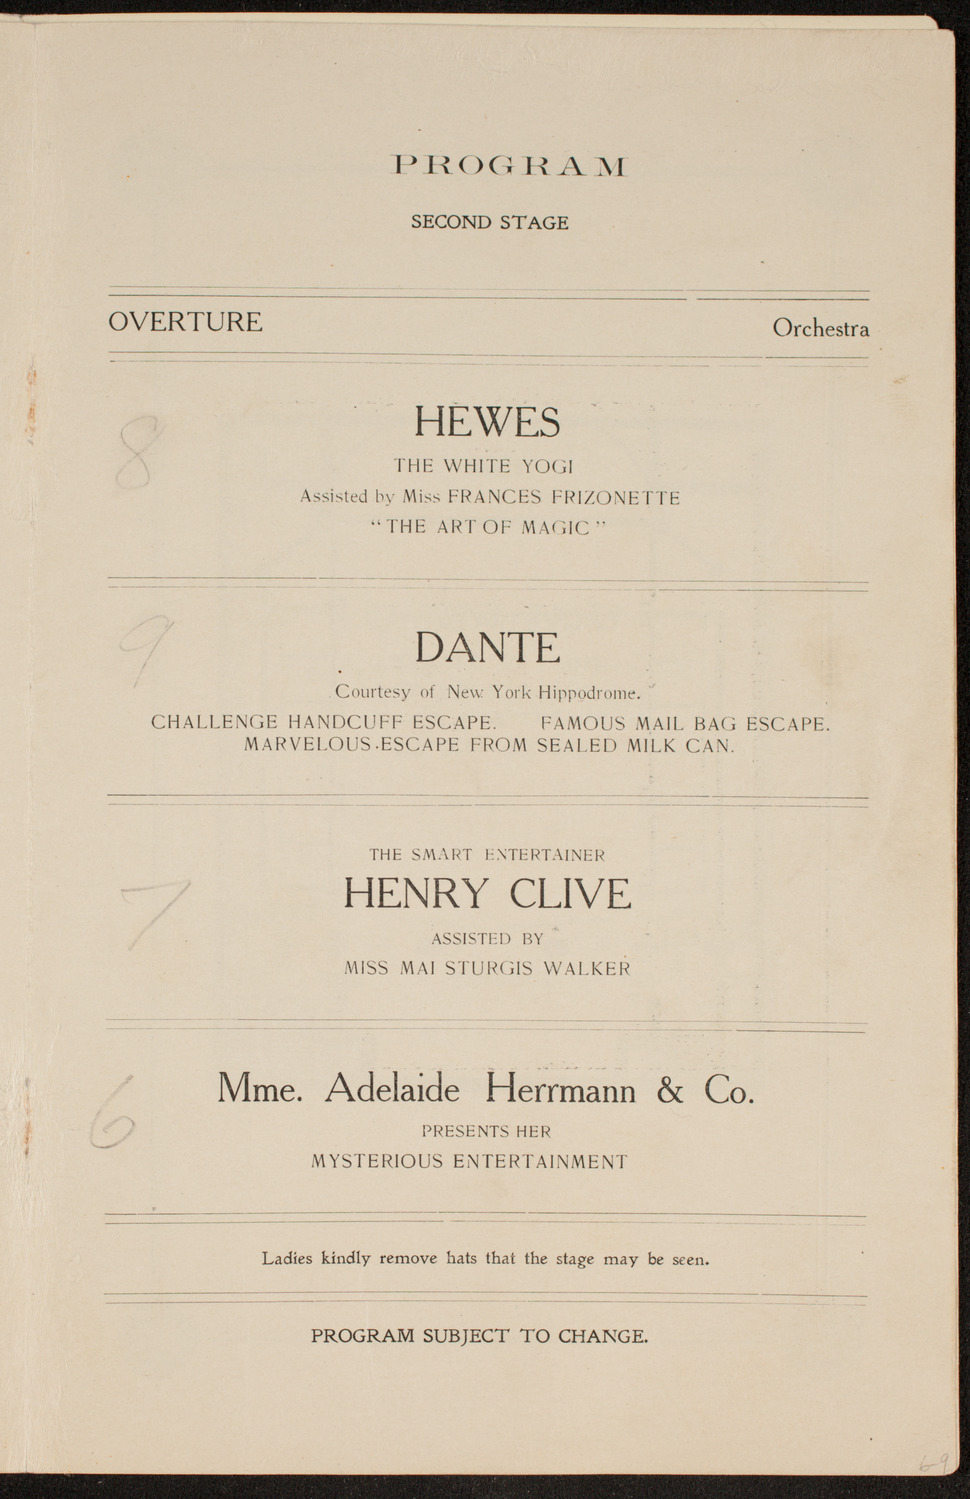 PROGRAM
SECOND STAGE
OVERTURE Orchestra
8
HEWES
THE WHITE YOGI
Assisted by Miss FRANCES FRIZONETTE
"THE ART OF MAGIC"
9
DANTE
Courtesy of New York Hippodrome.
CHALLENGE HANDCUFF ESCAPE. FAMOUS MAIL BAG ESCAPE.
MARVELOUS ESCAPE FROM SEALED MILK CAN.
THE SMART ENTERTAINER
7
HENRY CLIVE
ASSISTED BY
MISS MAI STURGIS WALKER
6
Mme. Adelaide Herrmann & Co.
PRESENTS HER
MYSTERIOUS ENTERTAINMENT
Ladies kindly remove hats that the stage may be seen.
PROGRAM SUBJECT TO CHANGE.
6-9